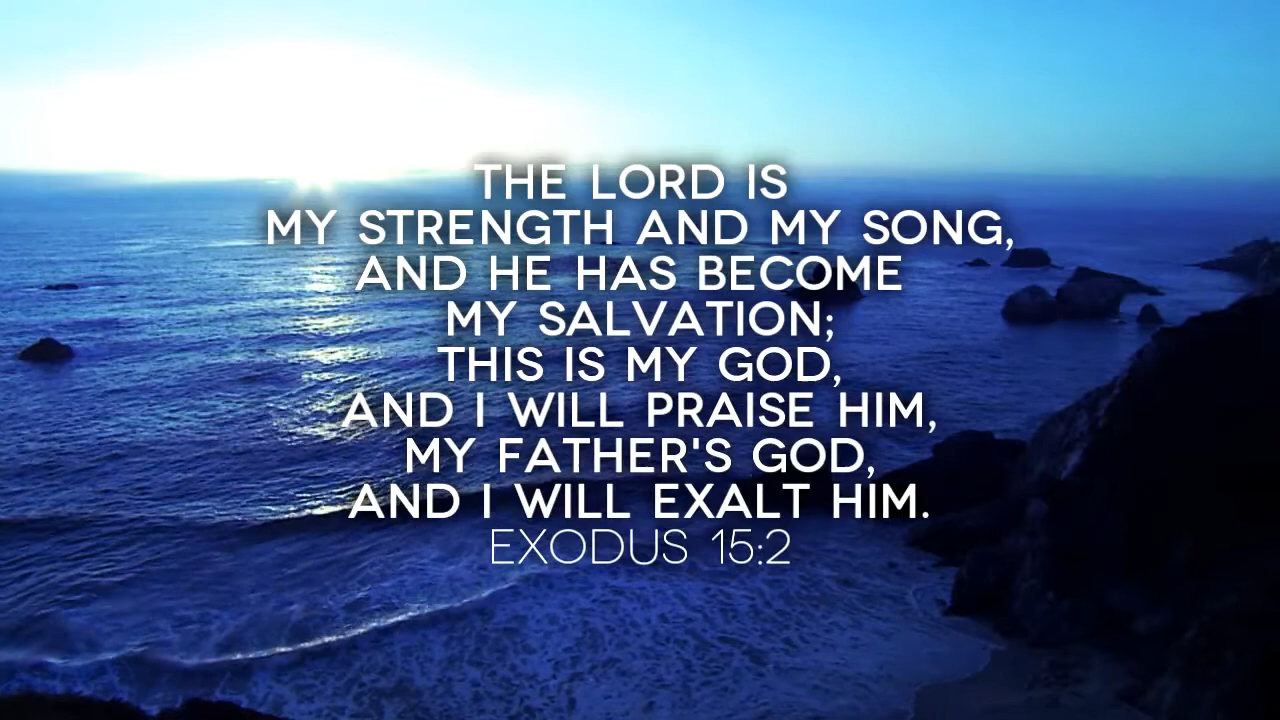 THE LORD IS
MY STRENGTH AND MY SONG,
AND HE HAS BECOME
MY SALVATION;
THIS IS MY GOD,
AND I WILL PRAISE HIM,
MY FATHER'S GOD,
AND I WILL EXALT HIM.
EXODUS 15:2